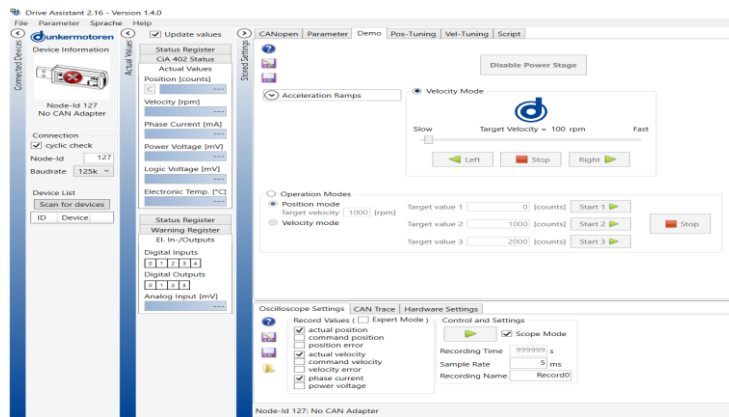 Drive Assistant 2.16 - Version 1.4.0
File Parameter Sprache Help
Connected Devices
dunkermotoren
Device Information
Node-Id 127
No CAN Adapter
Connection
cyclic check
Node-Id 127
Baudrate 125k
Device List
Scan for devices
ID Device
Actual Values
Update values
Status Register
CiA 402 Status
Actual Values
Position [counts]
C ---
Velocity [rpm]
---
Phase Current [mA]
---
Power Voltage [mV]
---
Logic Voltage [mV]
---
Electronic Temp. [°C]
---
Status Register
Warning Register
El. In-/Outputs
Digital Inputs
0 1 2 3 4
Digital Outputs
0 1 2 3
Analog Input [mV]
---
Stored Settings
CANopen Parameter Demo Pos-Tuning Vel-Tuning Script
Disable Power Stage
Acceleration Ramps
Velocity Mode
Slow Target Velocity = 100 rpm Fast
Left Stop Right
Operation Modes
Position mode
Target velocity 1000 [rpm]
Velocity mode
Target value 1 0 [counts] Start 1
Target value 2 1000 [counts] Start 2
Target value 3 2000 [counts] Start 3
Stop
Oscilloscope Settings CAN Trace Hardware Settings
Record Values ( Expert Mode )
actual position
command position
position error
actual velocity
command velocity
velocity error
phase current
power voltage
Control and Settings
Scope Mode
Recording Time 999999 s
Sample Rate 5 ms
Recording Name Record0
Node-Id 127: No CAN Adapter